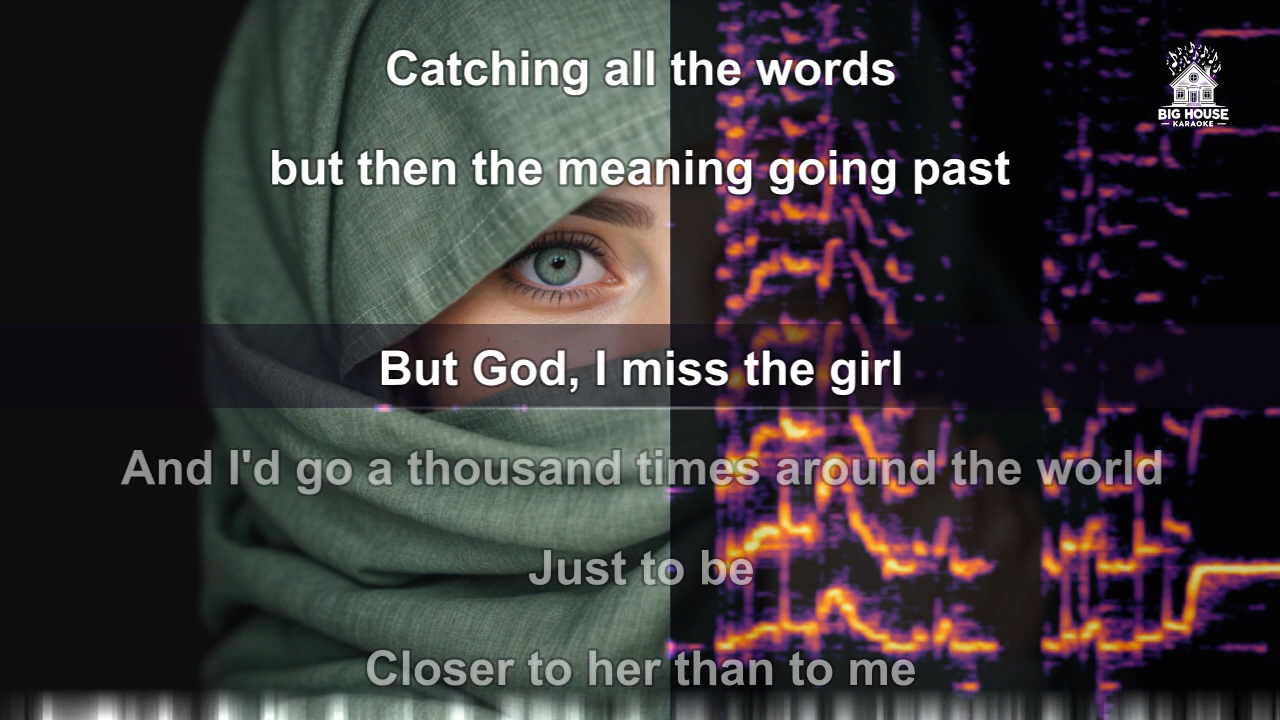 Catching all the words
BIG HOUSE
KARAOKE
but then the meaning going past
But God, I miss the girl
And I'd go a thousand times around the world
Just to be
Closer to her than to me